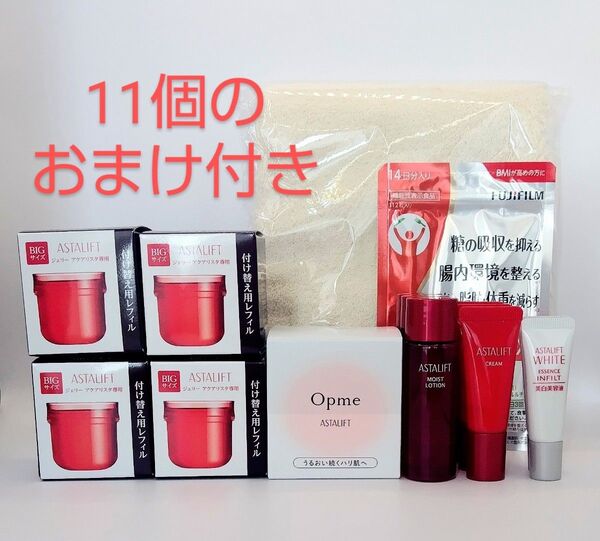 11個の
おまけ付き
14日分入り
BMIが高めの方に
機能性表示食品
FUJIFILM
糖の吸収を抑える
腸内環境を整える
体重を減らす
BIG
サイズ
ASTALIFT
ジェリー アクアリスタ専用
付け替え用レフィル
BIG
サイズ
ASTALIFT
ジェリー アクアリスタ専用
付け替え用レフィル
BIG
サイズ
ASTALIFT
ジェリー アクアリスタ専用
付け替え用レフィル
BIG
サイズ
ASTALIFT
ジェリー アクアリスタ専用
付け替え用レフィル
Opme
ASTALIFT
うるおい続くハリ肌へ
ASTALIFT
MOIST
LOTION
ASTALIFT
CREAM
ASTALIFT
WHITE
ESSENCE
INFILT
美白美容液